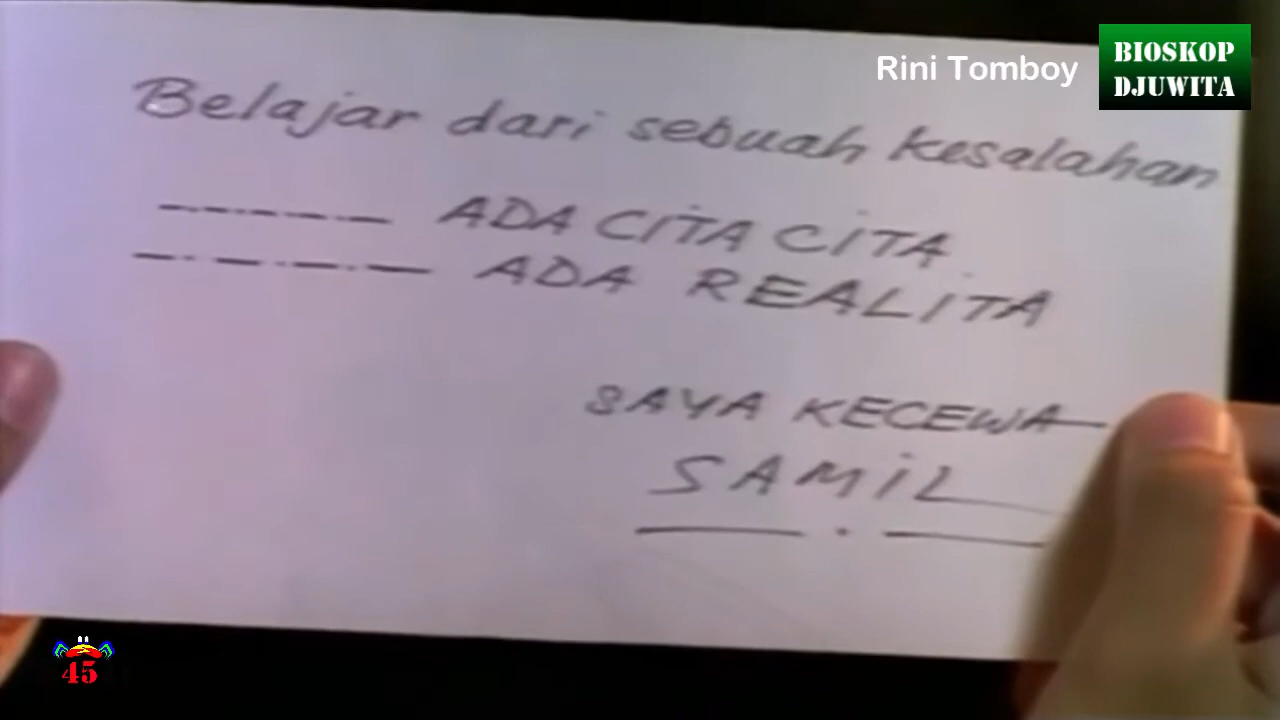 Rini Tomboy
BIOSKOP
DJUWITA
Belajar dari sebuah kesalahan
------ ADA CITA CITA
-.-.-.- ADA REALITA
SAYA KECEWA
SAMIL
45